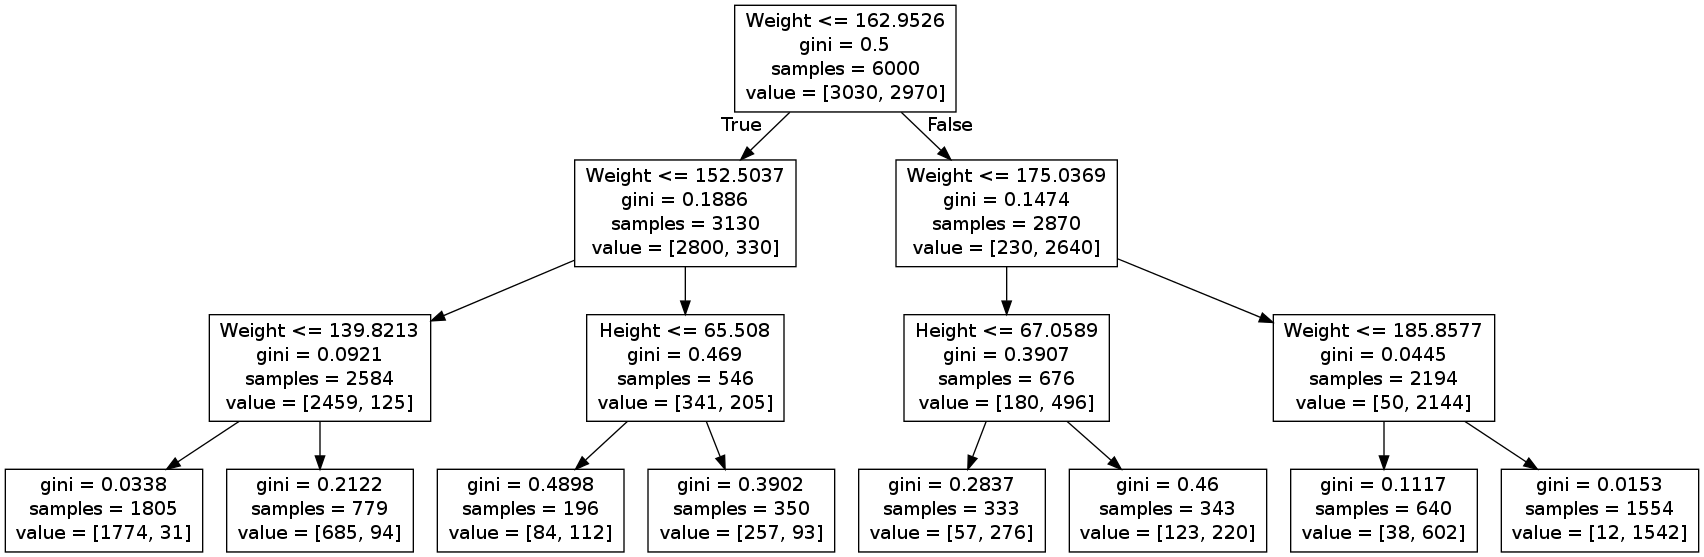 Weight <= 162.9526
gini = 0.5
samples = 6000
value = [3030, 2970]
True
False
Weight <= 152.5037
gini = 0.1886
samples = 3130
value = [2800, 330]
Weight <= 175.0369
gini = 0.1474
samples = 2870
value = [230, 2640]
Weight <= 139.8213
gini = 0.0921
samples = 2584
value = [2459, 125]
Height <= 65.508
gini = 0.469
samples = 546
value = [341, 205]
Height <= 67.0589
gini = 0.3907
samples = 676
value = [180, 496]
Weight <= 185.8577
gini = 0.0445
samples = 2194
value = [50, 2144]
gini = 0.0338
samples = 1805
value = [1774, 31]
gini = 0.2122
samples = 779
value = [685, 94]
gini = 0.4898
samples = 196
value = [84, 112]
gini = 0.3902
samples = 350
value = [257, 93]
gini = 0.2837
samples = 333
value = [57, 276]
gini = 0.46
samples = 343
value = [123, 220]
gini = 0.1117
samples = 640
value = [38, 602]
gini = 0.0153
samples = 1554
value = [12, 1542]